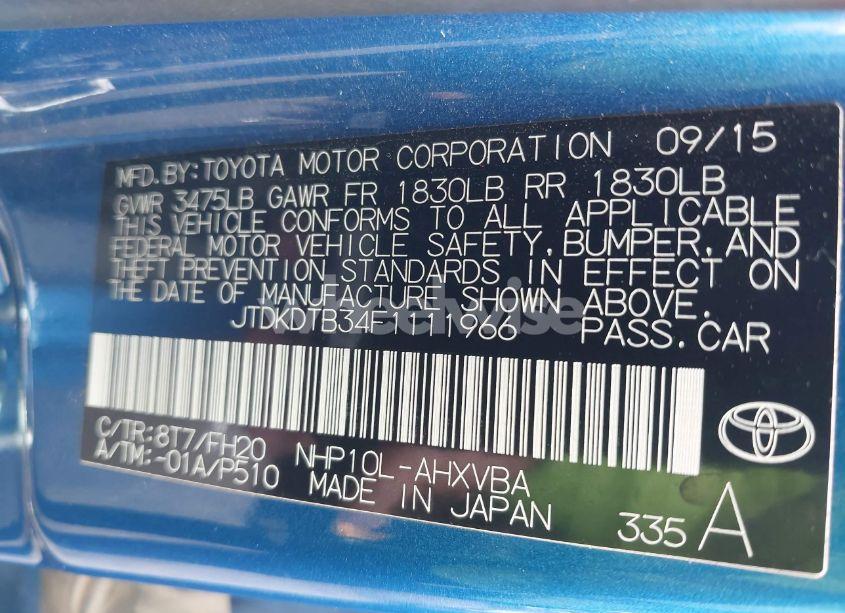 MFD.BY:TOYOTA MOTOR CORPORATION 09/15
GVWR 3475LB GAWR FR 1830LB RR 1830LB
THIS VEHICLE CONFORMS TO ALL APPLICABLE
FEDERAL MOTOR VEHICLE SAFETY,BUMPER,AND
THEFT PREVENTION STANDARDS IN EFFECT ON
THE DATE OF MANUFACTURE SHOWN ABOVE.
JTDKDTB34F1111966 PASS.CAR
C/TR:8T7/FH20 NHP10L-AHXVBA
A/TM:-01A/P510 MADE IN JAPAN
335 A